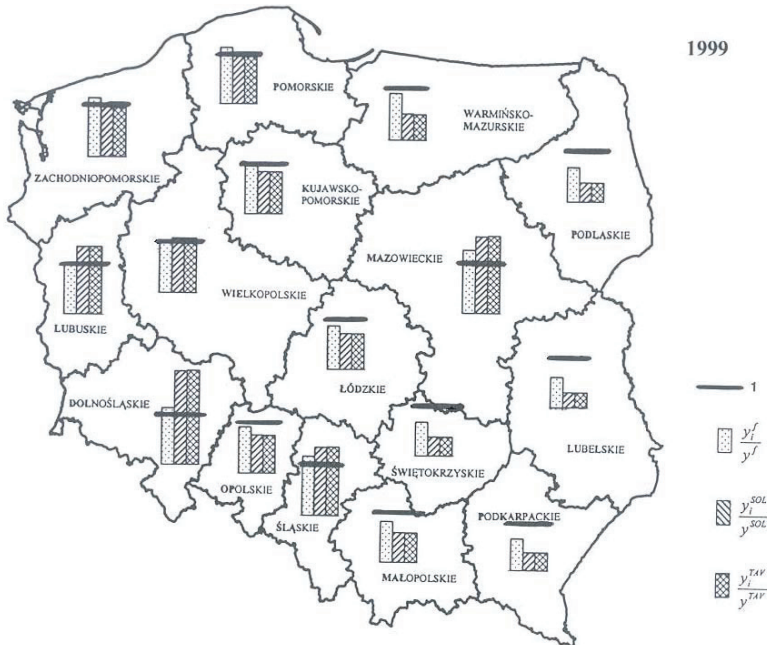 1999
POMORSKIE
WARMIŃSKO-
MAZURSKIE
ZACHODNIOPOMORSKIE
KUJAWSKO-
POMORSKIE
PODLASKIE
MAZOWIECKIE
WIELKOPOLSKIE
LUBUSKIE
ŁÓDZKIE
DOLNOŚLĄSKIE
LUBELSKIE
OPOLSKIE
ŚWIĘTOKRZYSKIE
ŚLĄSKIE
PODKARPACKIE
MAŁOPOLSKIE
1
y_i^f
y^f
y_i^{SOL}
y^{SOL}
y_i^{TAV}
y^{TAV}